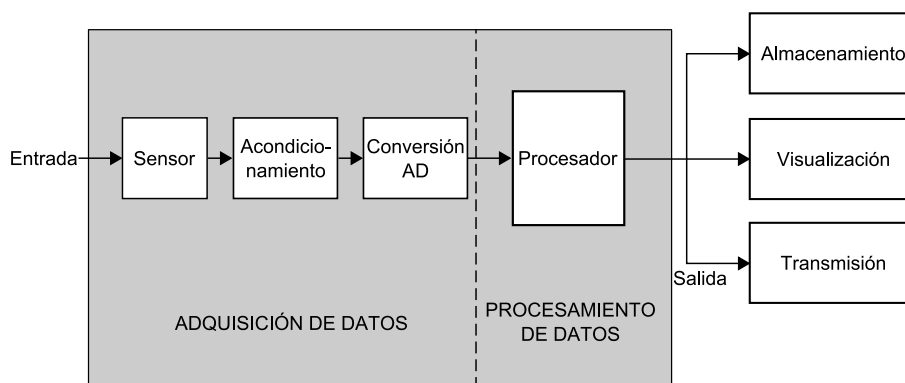 Entrada
Sensor
Acondicio-
namiento
Conversión
AD
Procesador
Almacenamiento
Visualización
Transmisión
Salida
ADQUISICIÓN DE DATOS
PROCESAMIENTO
DE DATOS